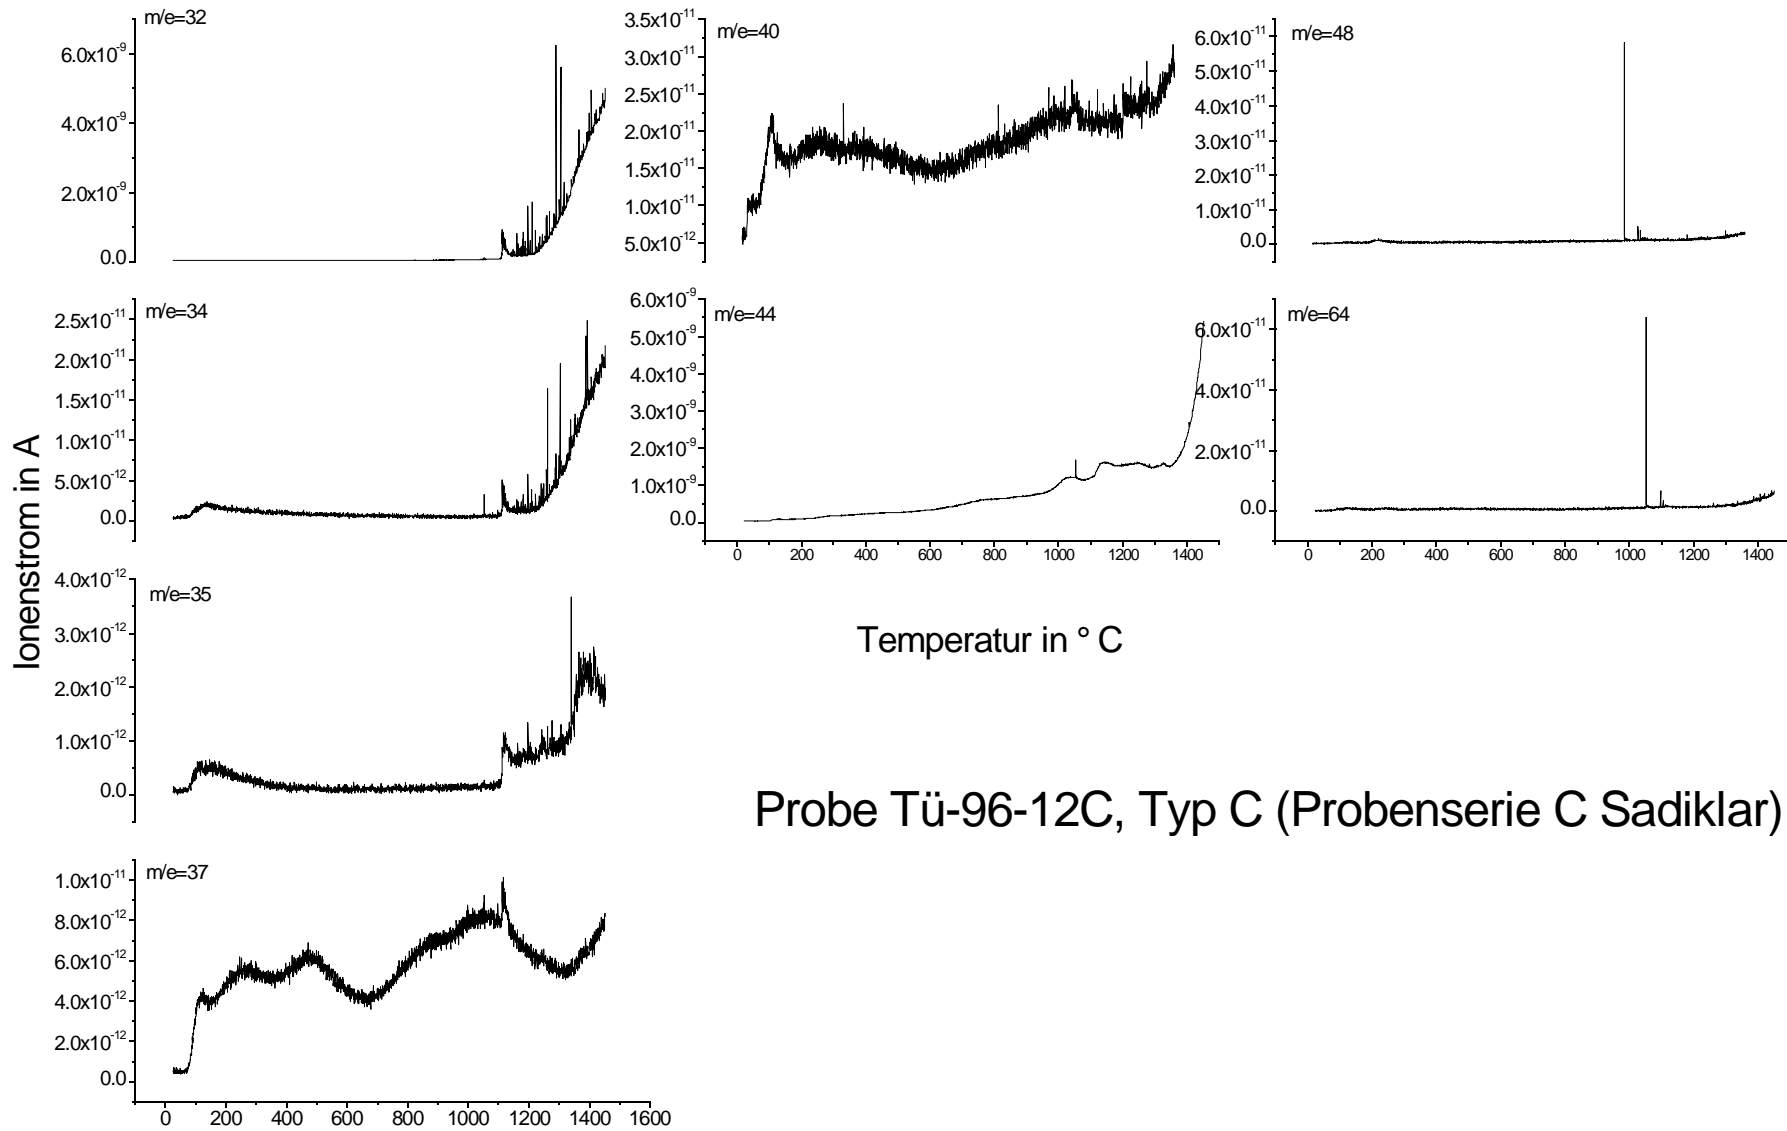 m/e=32
6.0x10⁻⁹
4.0x10⁻⁹
2.0x10⁻⁹
0.0
m/e=40
3.5x10⁻¹¹
3.0x10⁻¹¹
2.5x10⁻¹¹
2.0x10⁻¹¹
1.5x10⁻¹¹
1.0x10⁻¹¹
5.0x10⁻¹²
m/e=48
6.0x10⁻¹¹
5.0x10⁻¹¹
4.0x10⁻¹¹
3.0x10⁻¹¹
2.0x10⁻¹¹
1.0x10⁻¹¹
0.0
m/e=34
2.5x10⁻¹¹
2.0x10⁻¹¹
1.5x10⁻¹¹
1.0x10⁻¹¹
5.0x10⁻¹²
0.0
m/e=44
6.0x10⁻⁹
5.0x10⁻⁹
4.0x10⁻⁹
3.0x10⁻⁹
2.0x10⁻⁹
1.0x10⁻⁹
0.0
0 200 400 600 800 1000 1200 1400
m/e=64
6.0x10⁻¹¹
4.0x10⁻¹¹
2.0x10⁻¹¹
0.0
0 200 400 600 800 1000 1200 1400
Ionenstrom in A
m/e=35
4.0x10⁻¹²
3.0x10⁻¹²
2.0x10⁻¹²
1.0x10⁻¹²
0.0
Temperatur in ° C
Probe Tü-96-12C, Typ C (Probenserie C Sadiklar)
m/e=37
1.0x10⁻¹¹
8.0x10⁻¹²
6.0x10⁻¹²
4.0x10⁻¹²
2.0x10⁻¹²
0.0
0 200 400 600 800 1000 1200 1400 1600